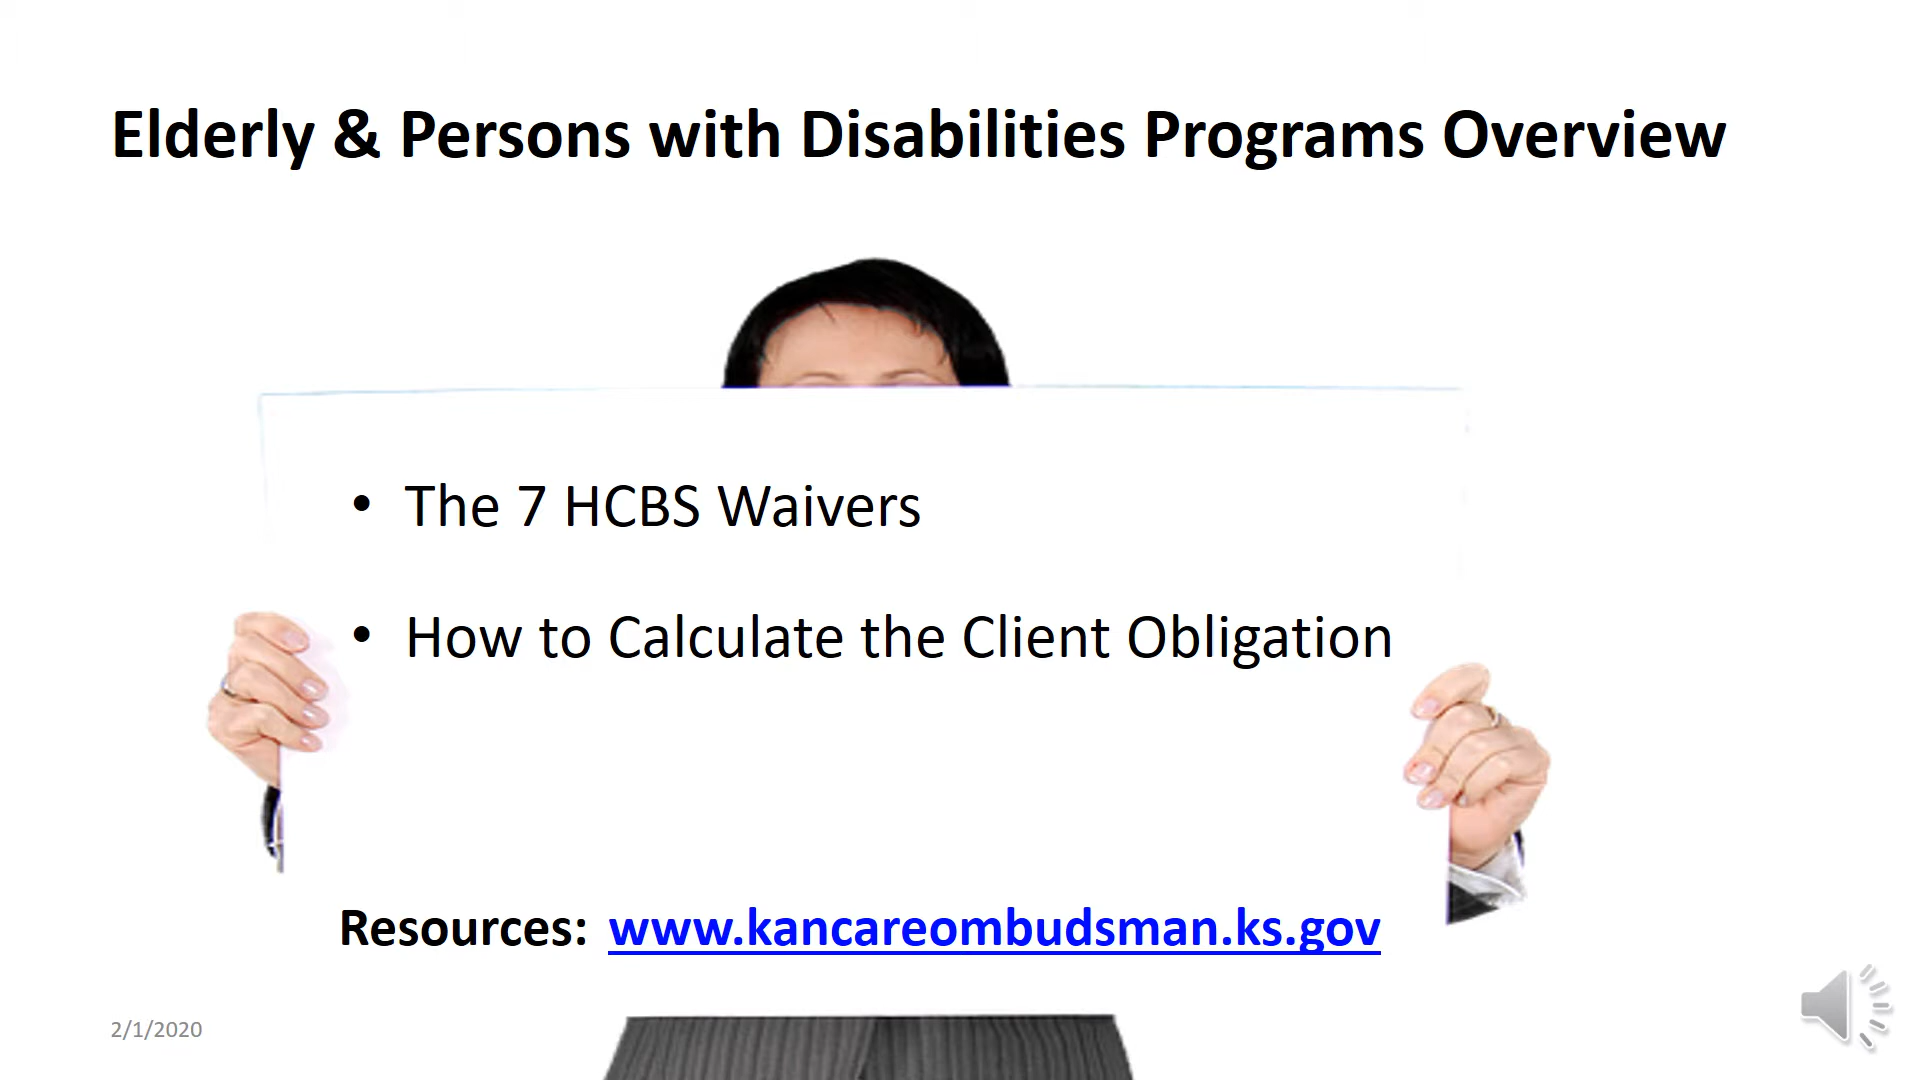 Elderly & Persons with Disabilities Programs Overview
• The 7 HCBS Waivers
• How to Calculate the Client Obligation
Resources: www.kancareombudsman.ks.gov
2/1/2020